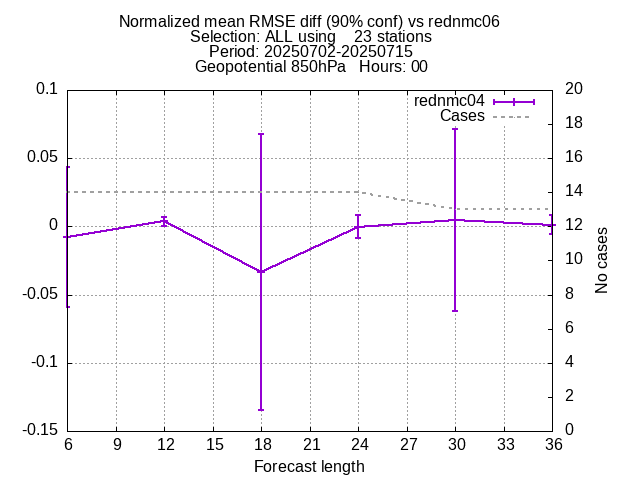 Normalized mean RMSE diff (90% conf) vs rednmc06
Selection: ALL using    23 stations
Period: 20250702-20250715
Geopotential 850hPa   Hours: 00
0.1
0.05
0
-0.05
-0.1
-0.15
20
18
16
14
12
10
8
6
4
2
0
rednmc04
Cases
No cases
6 9 12 15 18 21 24 27 30 33 36
Forecast length